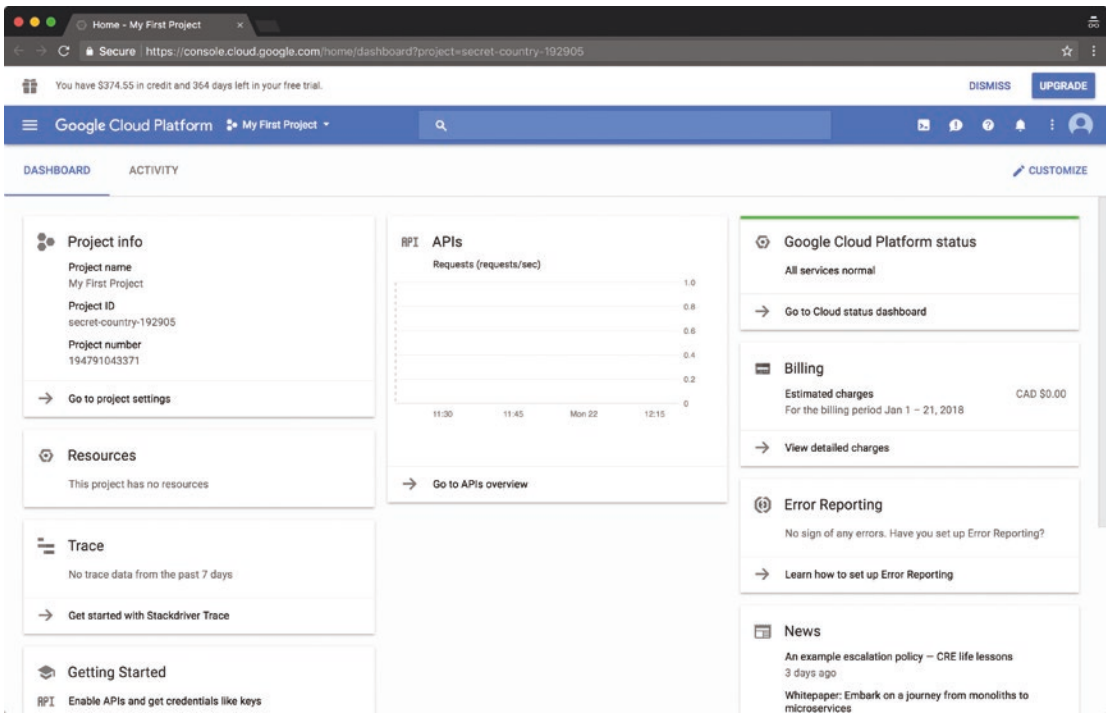 Home - My First Project
Secure https://console.cloud.google.com/home/dashboard?project=secret-country-192905
You have $374.55 in credit and 364 days left in your free trial.
DISMISS
UPGRADE
Google Cloud Platform
My First Project
DASHBOARD
ACTIVITY
CUSTOMIZE
Project info
Project name
My First Project
Project ID
secret-country-192905
Project number
194791043371
Go to project settings
Resources
This project has no resources
Trace
No trace data from the past 7 days
Get started with Stackdriver Trace
Getting Started
API Enable APIs and get credentials like keys
API APIs
Requests (requests/sec)
1.0
0.8
0.6
0.4
0.2
0
11:30 11:45 Mon 22 12:15
Go to APIs overview
Google Cloud Platform status
All services normal
Go to Cloud status dashboard
Billing
Estimated charges CAD $0.00
For the billing period Jan 1 – 21, 2018
View detailed charges
Error Reporting
No sign of any errors. Have you set up Error Reporting?
Learn how to set up Error Reporting
News
An example escalation policy — CRE life lessons
3 days ago
Whitepaper: Embark on a journey from monoliths to
microservices